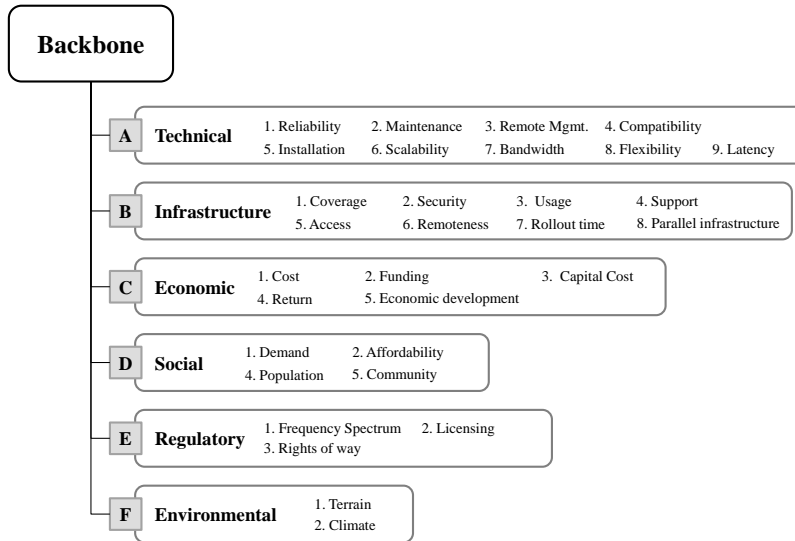 Backbone
A Technical
1. Reliability 2. Maintenance 3. Remote Mgmt. 4. Compatibility
5. Installation 6. Scalability 7. Bandwidth 8. Flexibility 9. Latency
B Infrastructure
1. Coverage 2. Security 3. Usage 4. Support
5. Access 6. Remoteness 7. Rollout time 8. Parallel infrastructure
C Economic
1. Cost 2. Funding 3. Capital Cost
4. Return 5. Economic development
D Social
1. Demand 2. Affordability
4. Population 5. Community
E Regulatory
1. Frequency Spectrum 2. Licensing
3. Rights of way
F Environmental
1. Terrain
2. Climate